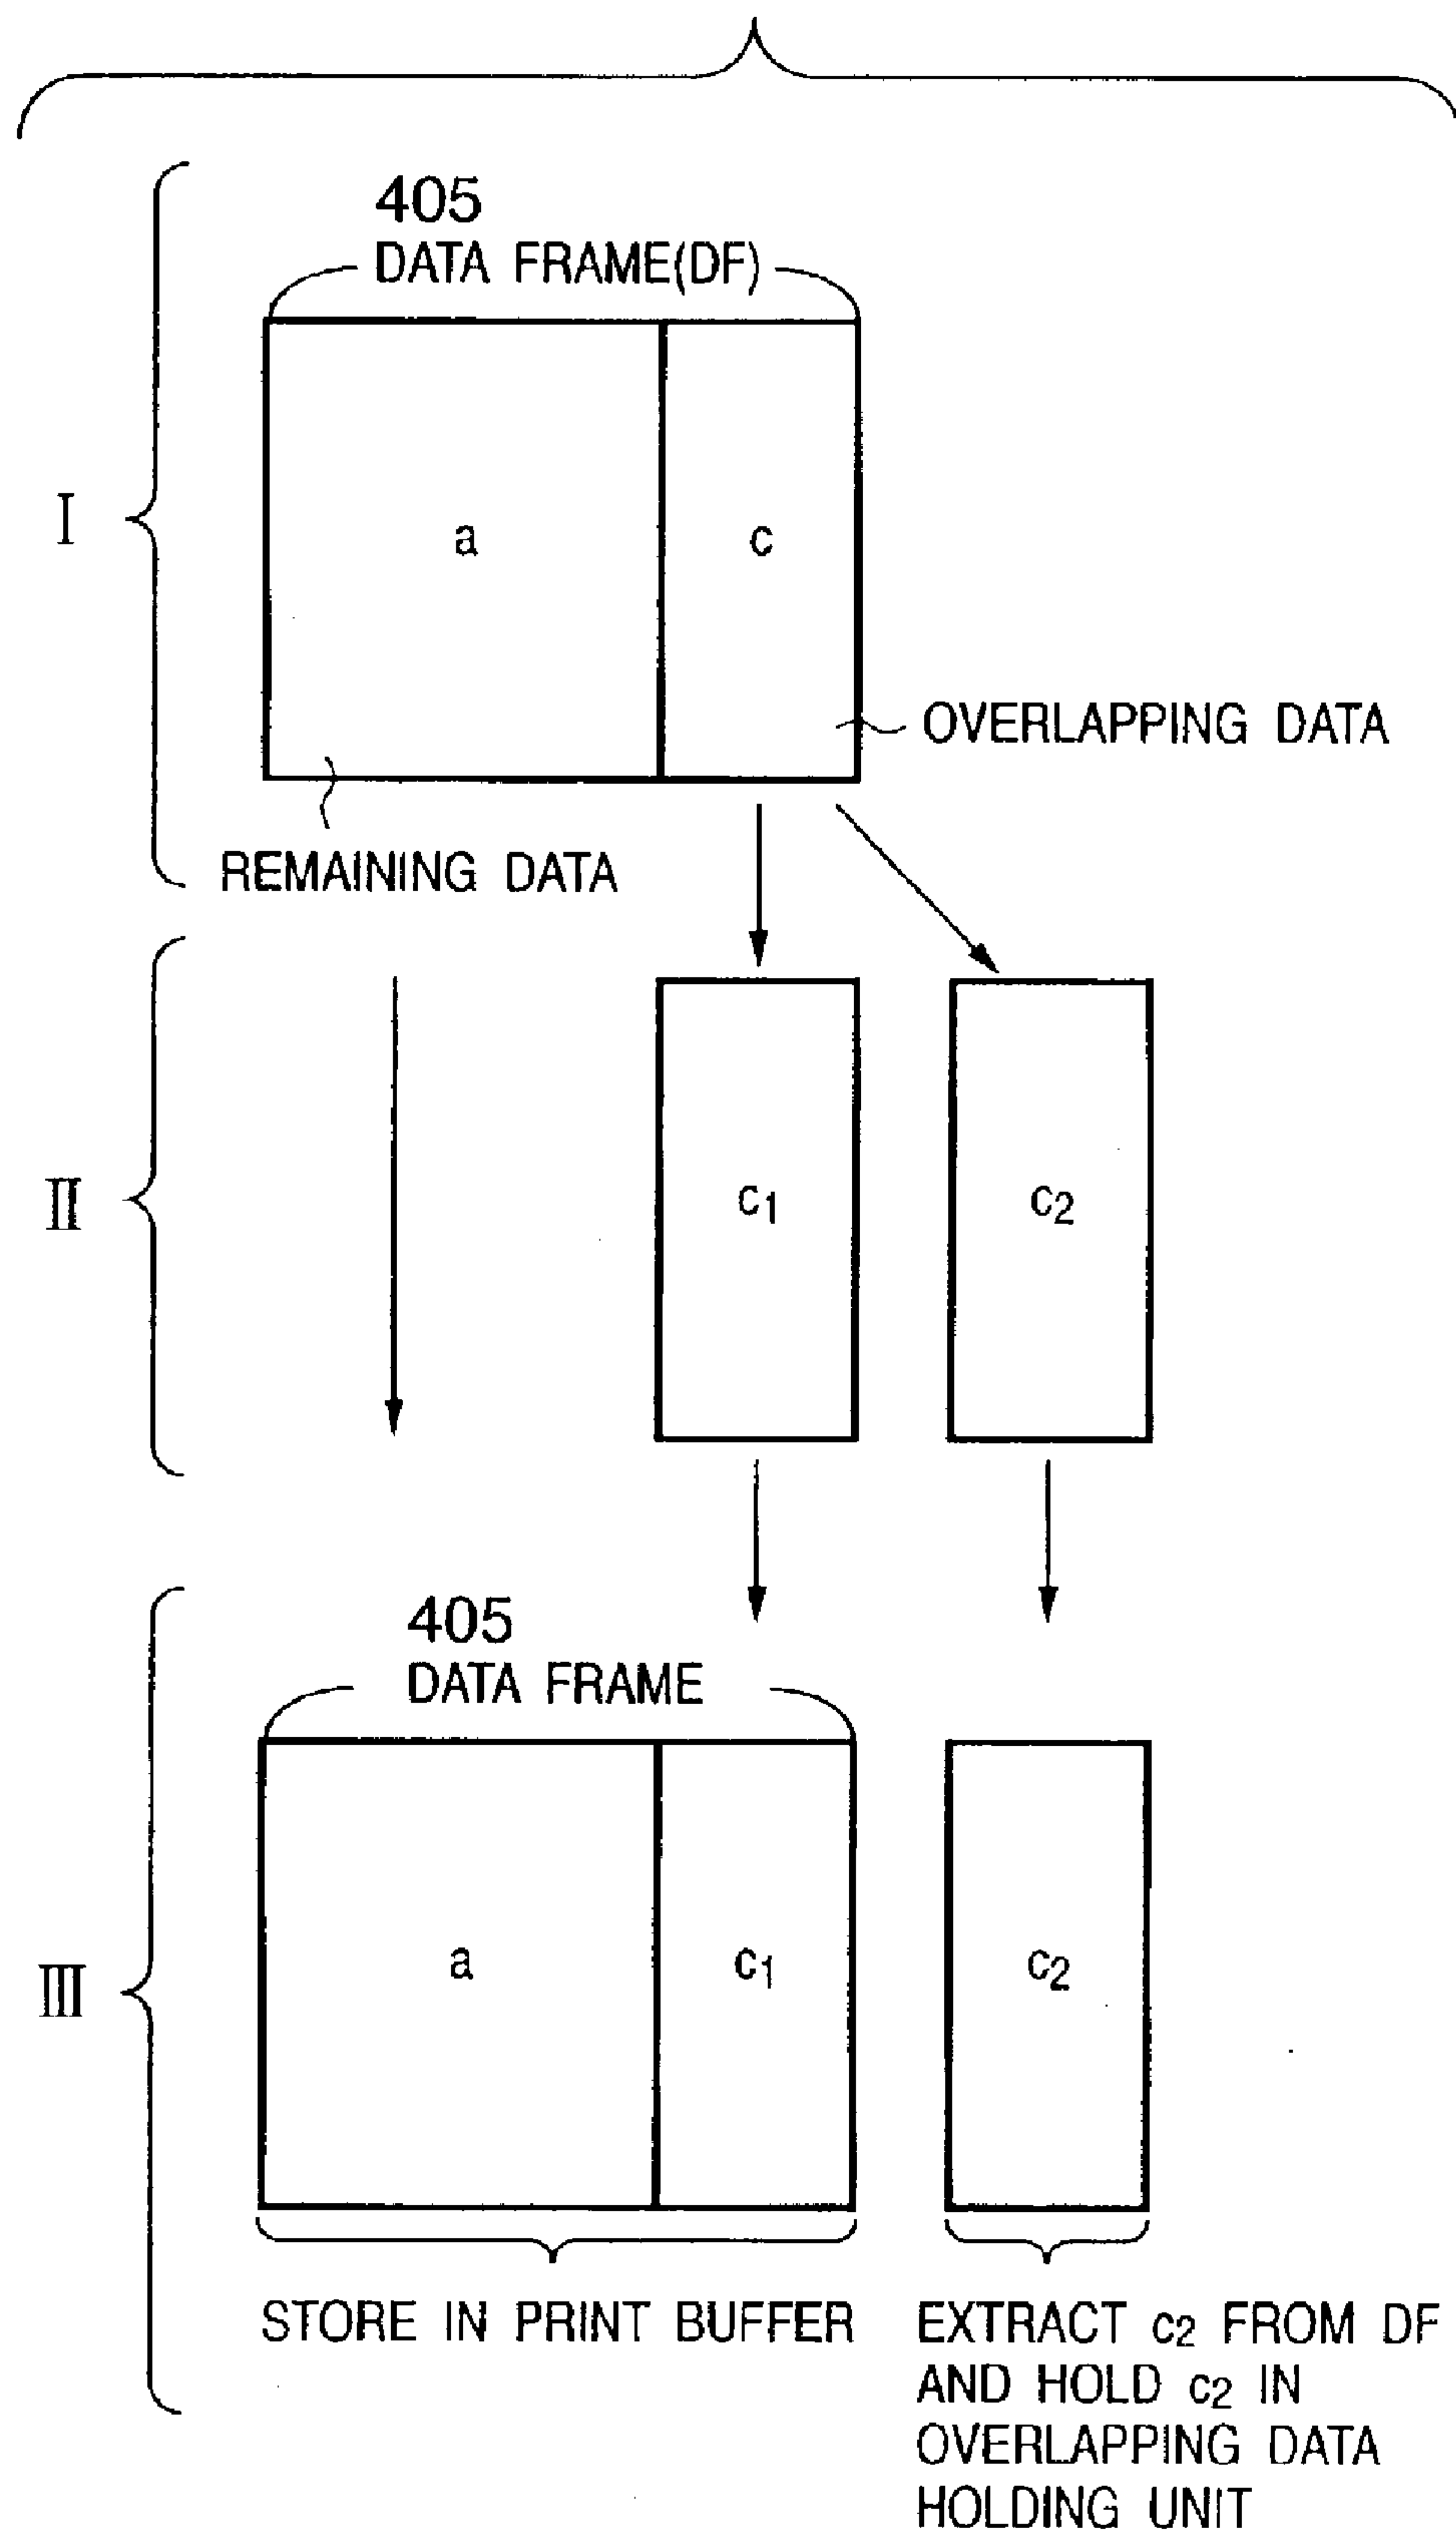 405
DATA FRAME(DF)
I
a
c
OVERLAPPING DATA
REMAINING DATA
II
c1
c2
405
DATA FRAME
III
a
c1
c2
STORE IN PRINT BUFFER
EXTRACT c2 FROM DF
AND HOLD c2 IN
OVERLAPPING DATA
HOLDING UNIT